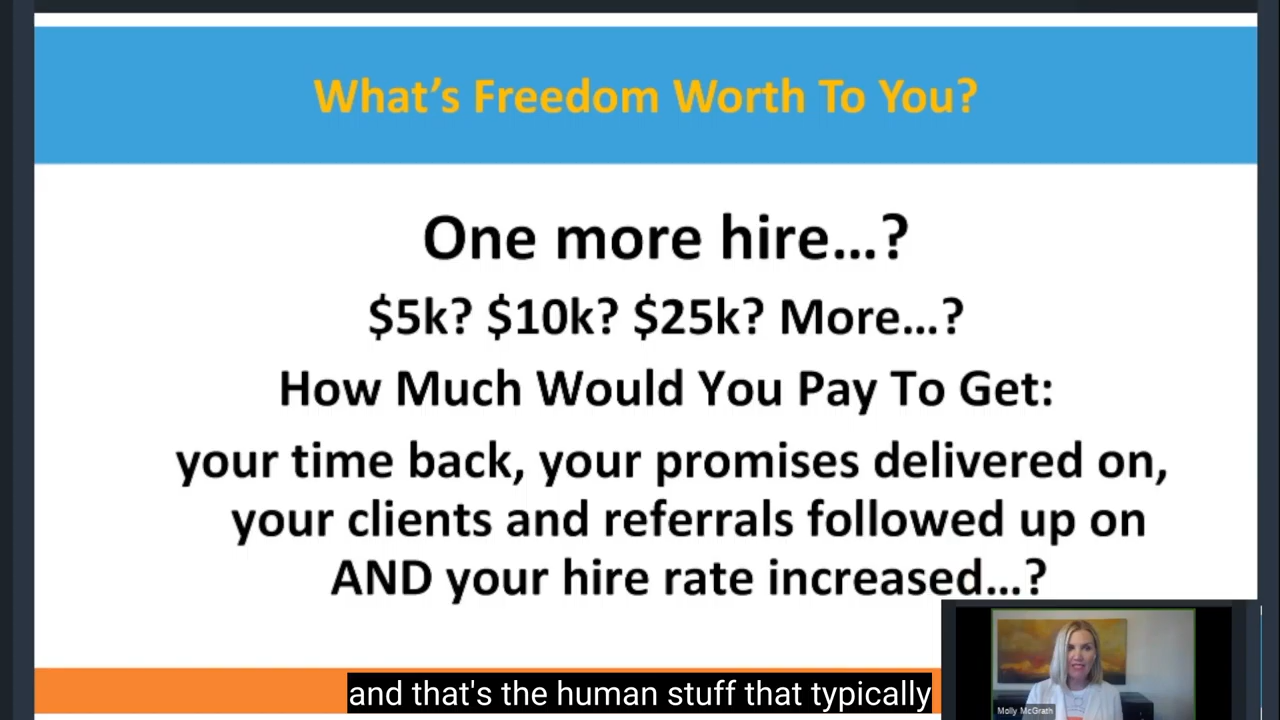 What's Freedom Worth To You?
One more hire...?
$5k? $10k? $25k? More...?
How Much Would You Pay To Get:
your time back, your promises delivered on,
your clients and referrals followed up on
AND your hire rate increased...?
and that's the human stuff that typically
Molly McGrath